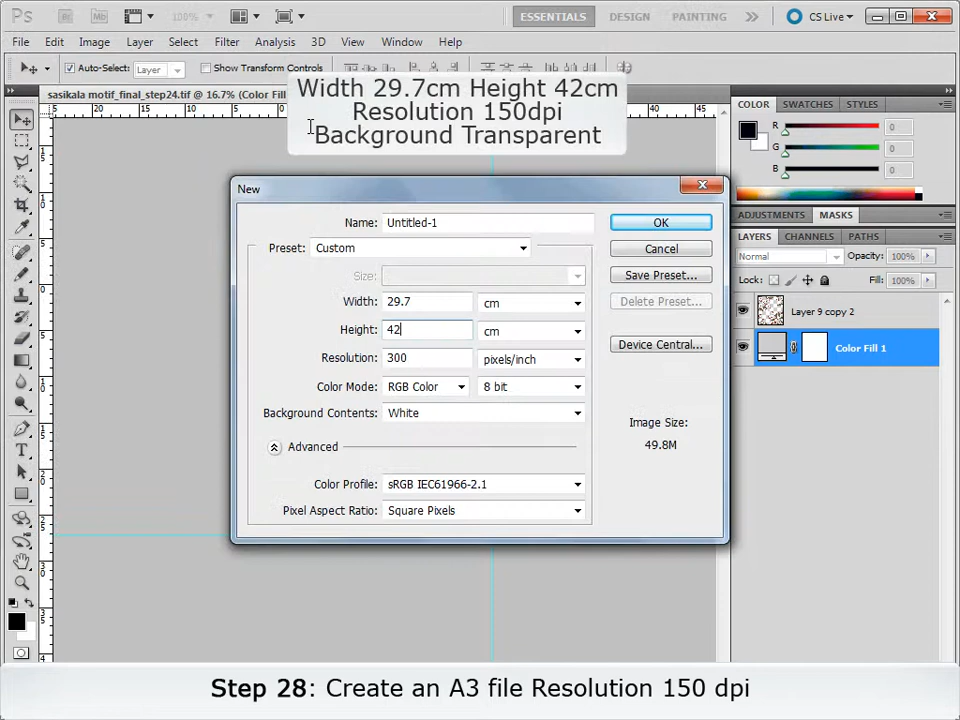 Ps Br Mb 100% ESSENTIALS DESIGN PAINTING >> CS Live
File Edit Image Layer Select Filter Analysis 3D View Window Help
Auto-Select: Layer Show Transform Controls
sasikala motif_final_step24.tif @ 16.7% (Color Fill
Width 29.7cm Height 42cm
Resolution 150dpi
Background Transparent
New
Name: Untitled-1
Preset: Custom
Size:
Width: 29.7 cm
Height: 42 cm
Resolution: 300 pixels/inch
Color Mode: RGB Color 8 bit
Background Contents: White
Advanced
Color Profile: sRGB IEC61966-2.1
Pixel Aspect Ratio: Square Pixels
OK
Cancel
Save Preset...
Delete Preset...
Device Central...
Image Size:
49.8M
COLOR SWATCHES STYLES
R 0
G 0
B 0
ADJUSTMENTS MASKS
LAYERS CHANNELS PATHS
Normal Opacity: 100%
Lock: Fill: 100%
Layer 9 copy 2
Color Fill 1
Step 28: Create an A3 file Resolution 150 dpi